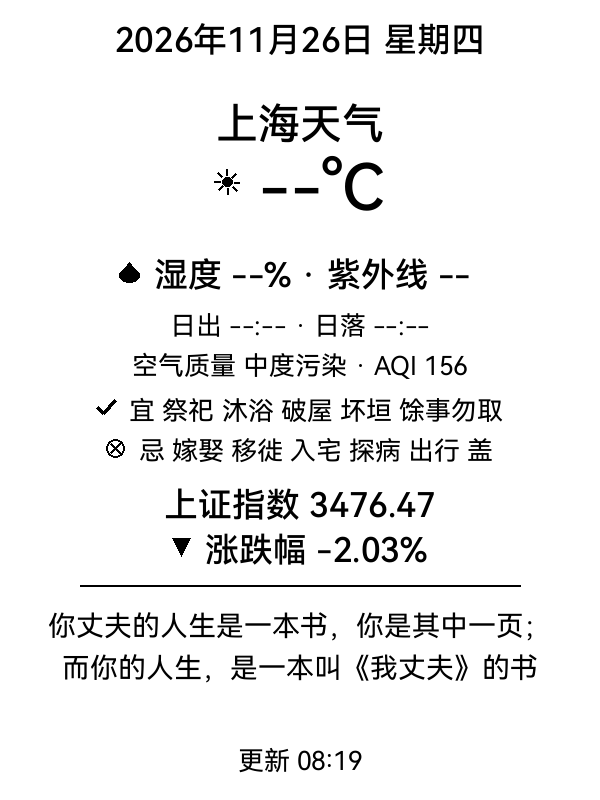 2026年11月26日 星期四
上海天气
--°C
湿度 --% · 紫外线 --
日出 --:-- · 日落 --:--
空气质量 中度污染 · AQI 156
宜 祭祀 沐浴 破屋 坏垣 馀事勿取
忌 嫁娶 移徙 入宅 探病 出行 盖
上证指数 3476.47
▼ 涨跌幅 -2.03%
你丈夫的人生是一本书，你是其中一页；
而你的人生，是一本叫《我丈夫》的书
更新 08:19